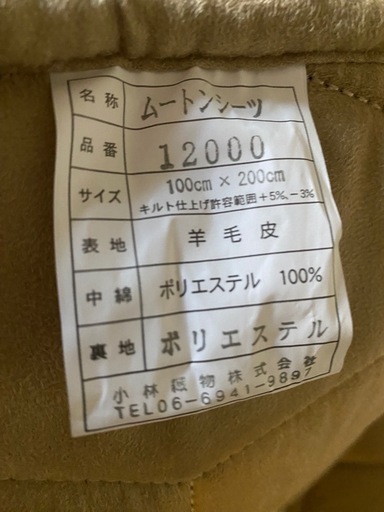 名称 ムートンシーツ
品番 12000
サイズ 100cm × 200cm
キルト仕上げ許容範囲+5%、-3%
表地 羊毛皮
中綿 ポリエステル 100%
裏地 ポリエステル
小林織物株式会社
TEL06-6941-9897